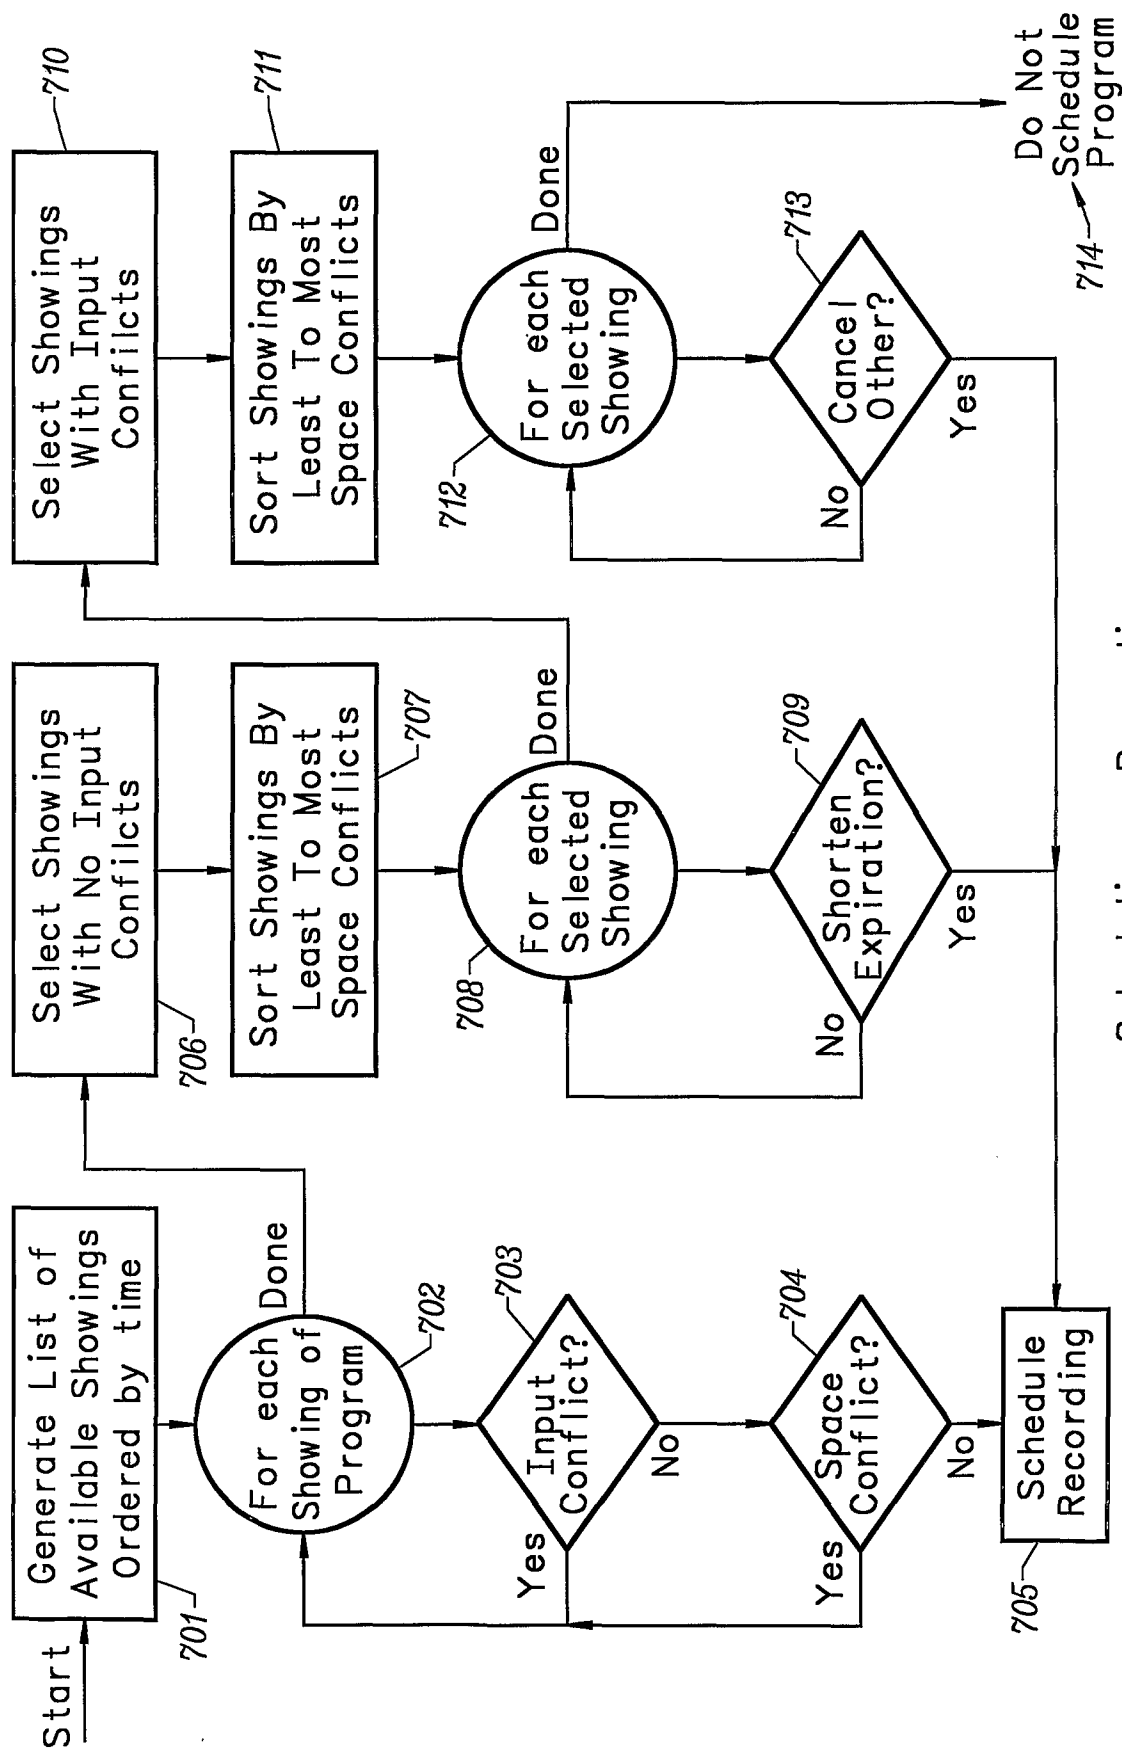 Start
Generate List of
Available Showings
Ordered by time
701
For each
Showing of
Program
Done
702
Input
Conflict?
703
Yes
No
Space
Conflict?
704
Yes
No
Schedule
Recording
705
Select Showings
With No Input
Confilcts
706
Sort Showings By
Least To Most
Space Conflicts
707
For each
Selected
Showing
Done
708
Shorten
Expiration?
709
No
Yes
Select Showings
With Input
Confilcts
710
Sort Showings By
Least To Most
Space Conflicts
711
For each
Selected
Showing
Done
712
Cancel
Other?
713
No
Yes
Do Not
Schedule
Program
714